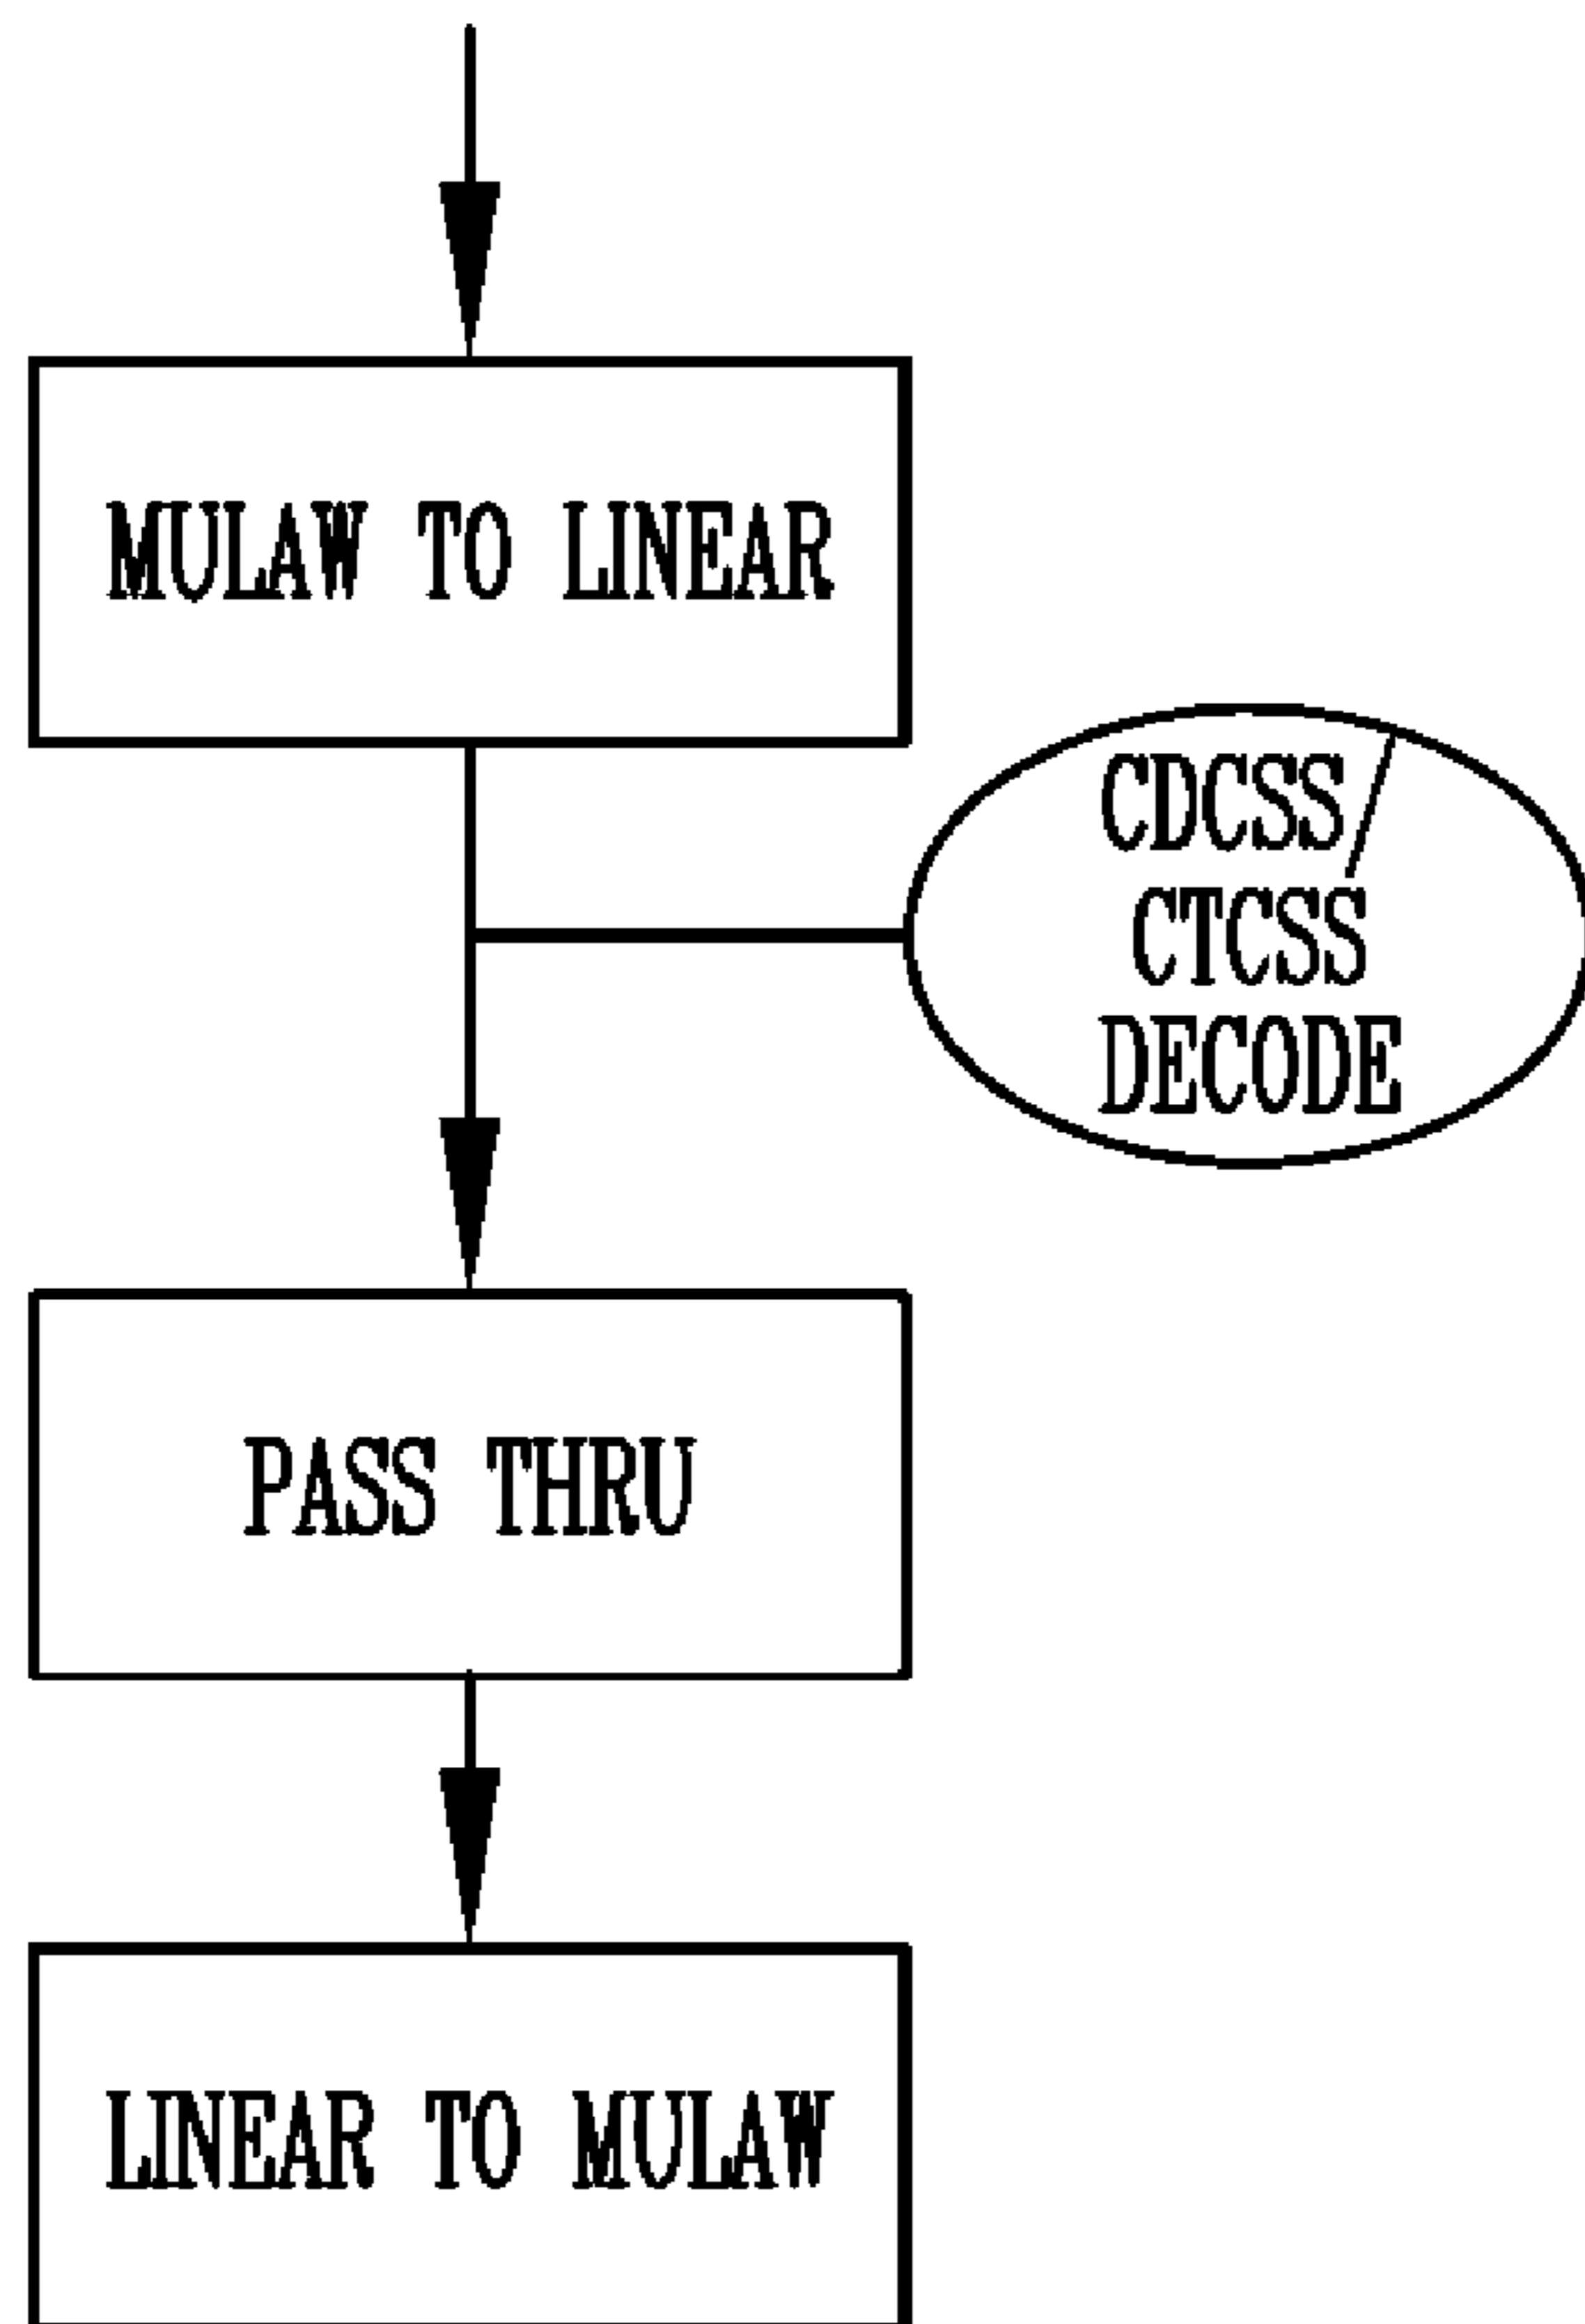 MULAW TO LINEAR
CDCSS/
CTCSS
DECODE
PASS THRU
LINEAR TO MULAW